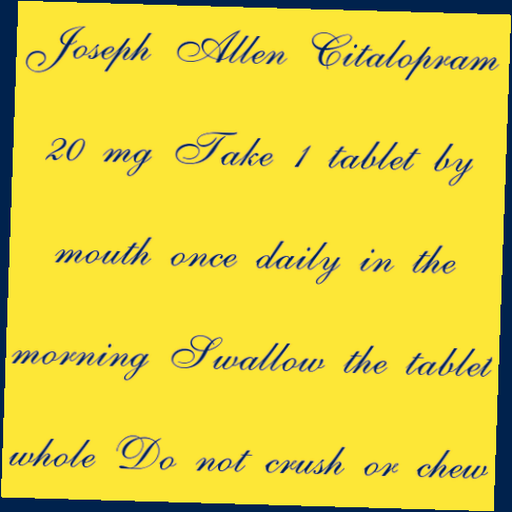 Joseph Allen Citalopram
20 mg Take 1 tablet by
mouth once daily in the
morning Swallow the tablet
whole Do not crush or chew